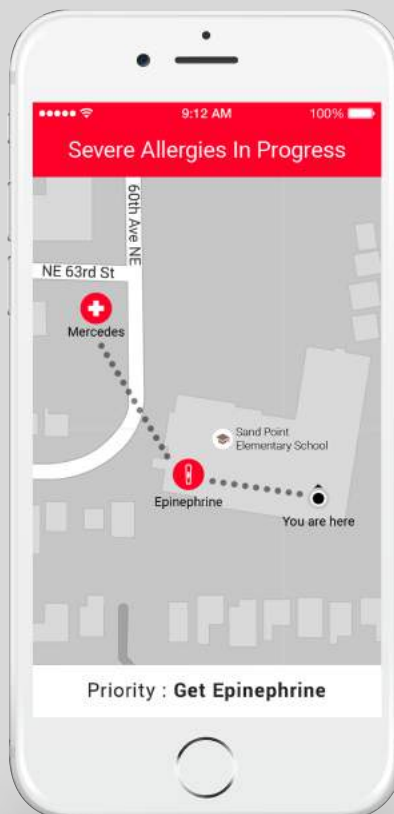 9:12 AM
100%
Severe Allergies In Progress
60th Ave NE
NE 63rd St
Mercedes
Sand Point
Elementary School
Epinephrine
You are here
Priority : Get Epinephrine